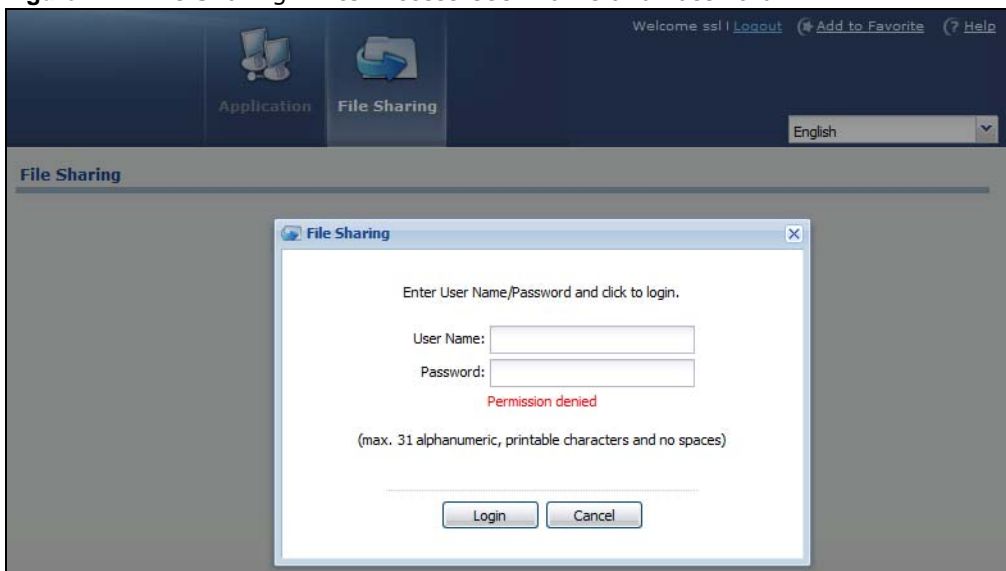 Welcome ssl | Logout Add to Favorite ? Help
Application
File Sharing
English
File Sharing
File Sharing
Enter User Name/Password and click to login.
User Name:
Password:
Permission denied
(max. 31 alphanumeric, printable characters and no spaces)
Login Cancel